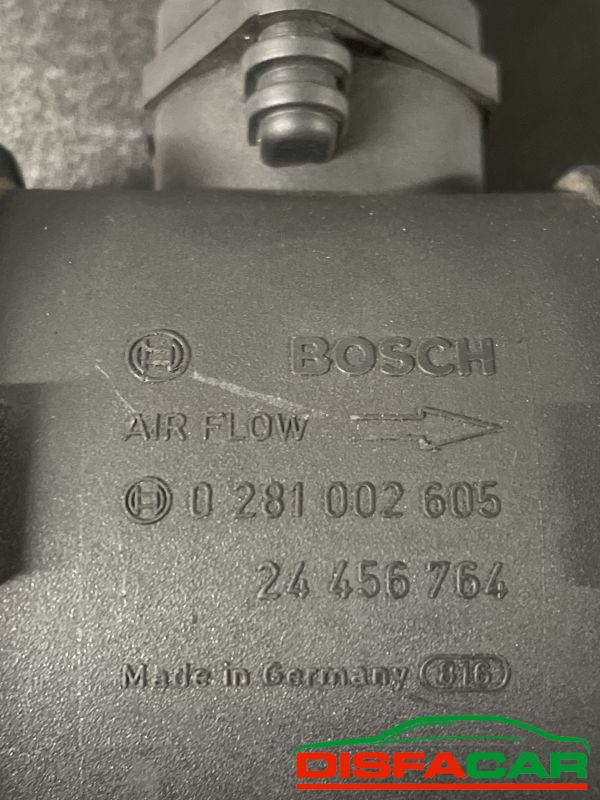 BOSCH
AIR FLOW
0 281 002 605
24 456 764
Made in Germany 816
DISFACAR